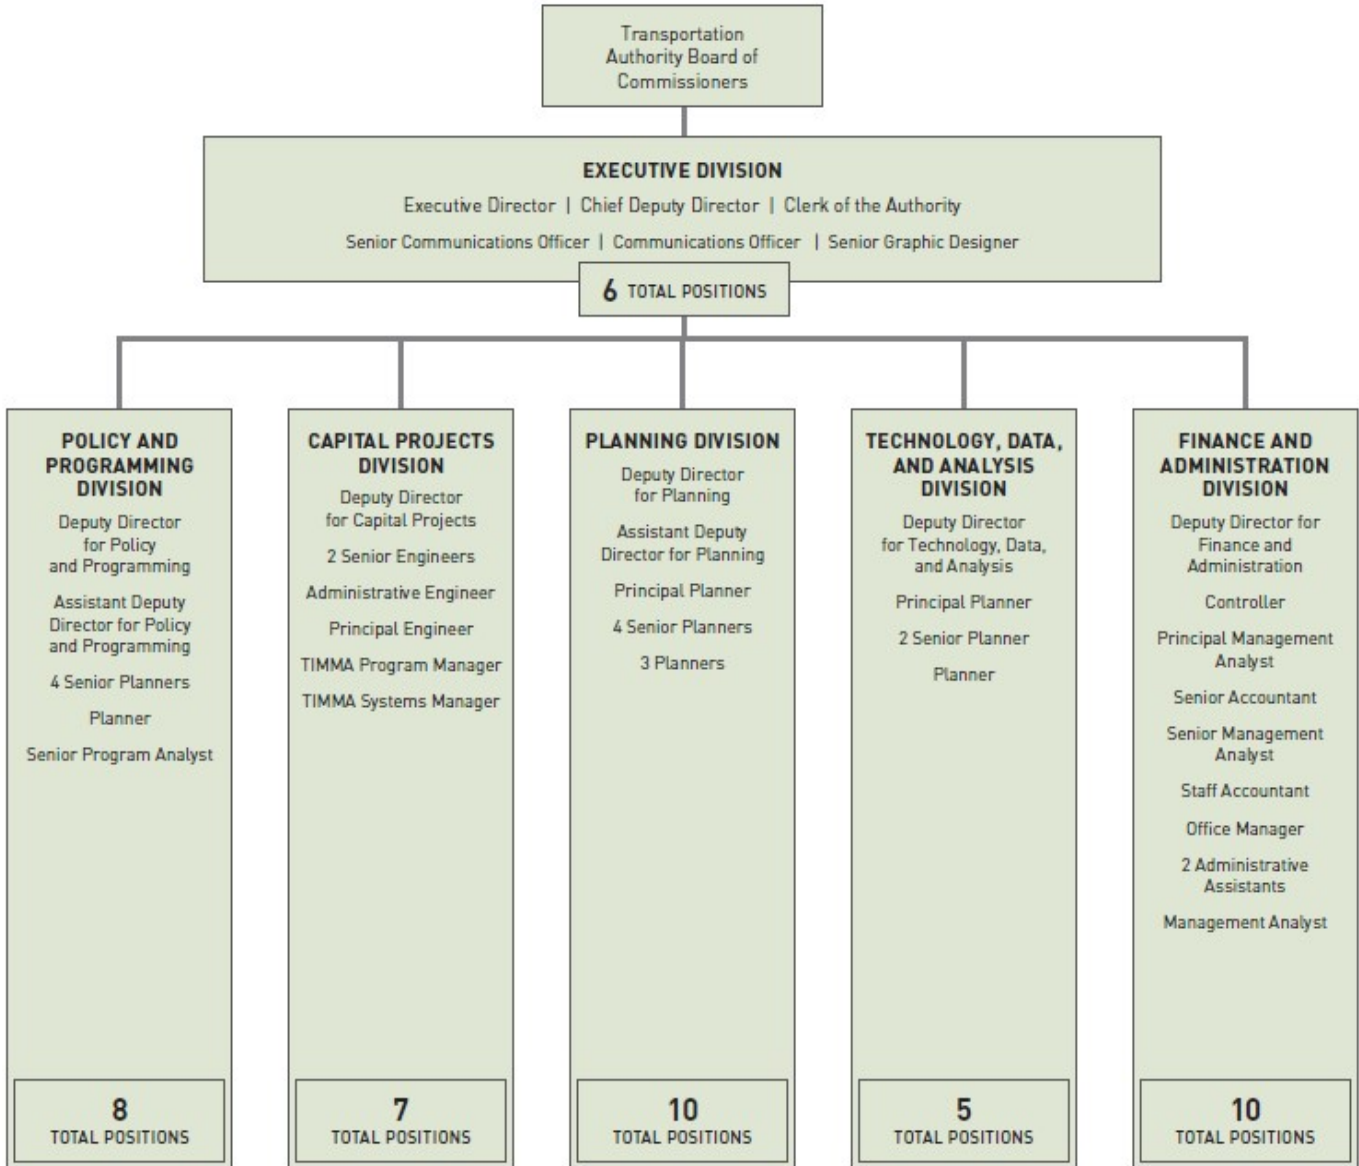 Transportation
Authority Board of
Commissioners
EXECUTIVE DIVISION
Executive Director | Chief Deputy Director | Clerk of the Authority
Senior Communications Officer | Communications Officer | Senior Graphic Designer
6 TOTAL POSITIONS
POLICY AND
PROGRAMMING
DIVISION
Deputy Director
for Policy
and Programming
Assistant Deputy
Director for Policy
and Programming
4 Senior Planners
Planner
Senior Program Analyst
8
TOTAL POSITIONS
CAPITAL PROJECTS
DIVISION
Deputy Director
for Capital Projects
2 Senior Engineers
Administrative Engineer
Principal Engineer
TIMMA Program Manager
TIMMA Systems Manager
7
TOTAL POSITIONS
PLANNING DIVISION
Deputy Director
for Planning
Assistant Deputy
Director for Planning
Principal Planner
4 Senior Planners
3 Planners
10
TOTAL POSITIONS
TECHNOLOGY, DATA,
AND ANALYSIS
DIVISION
Deputy Director
for Technology, Data,
and Analysis
Principal Planner
2 Senior Planner
Planner
5
TOTAL POSITIONS
FINANCE AND
ADMINISTRATION
DIVISION
Deputy Director for
Finance and
Administration
Controller
Principal Management
Analyst
Senior Accountant
Senior Management
Analyst
Staff Accountant
Office Manager
2 Administrative
Assistants
Management Analyst
10
TOTAL POSITIONS